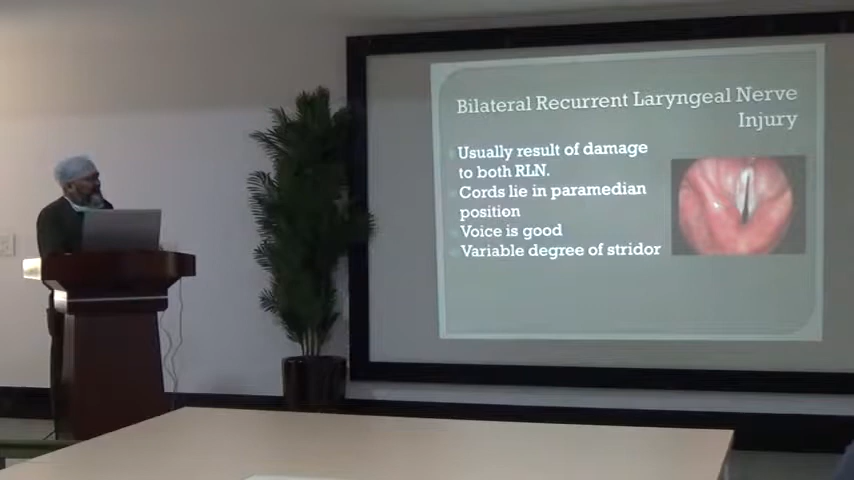 Bilateral Recurrent Laryngeal Nerve
Injury
Usually result of damage
to both RLN.
Cords lie in paramedian
position
Voice is good
Variable degree of stridor